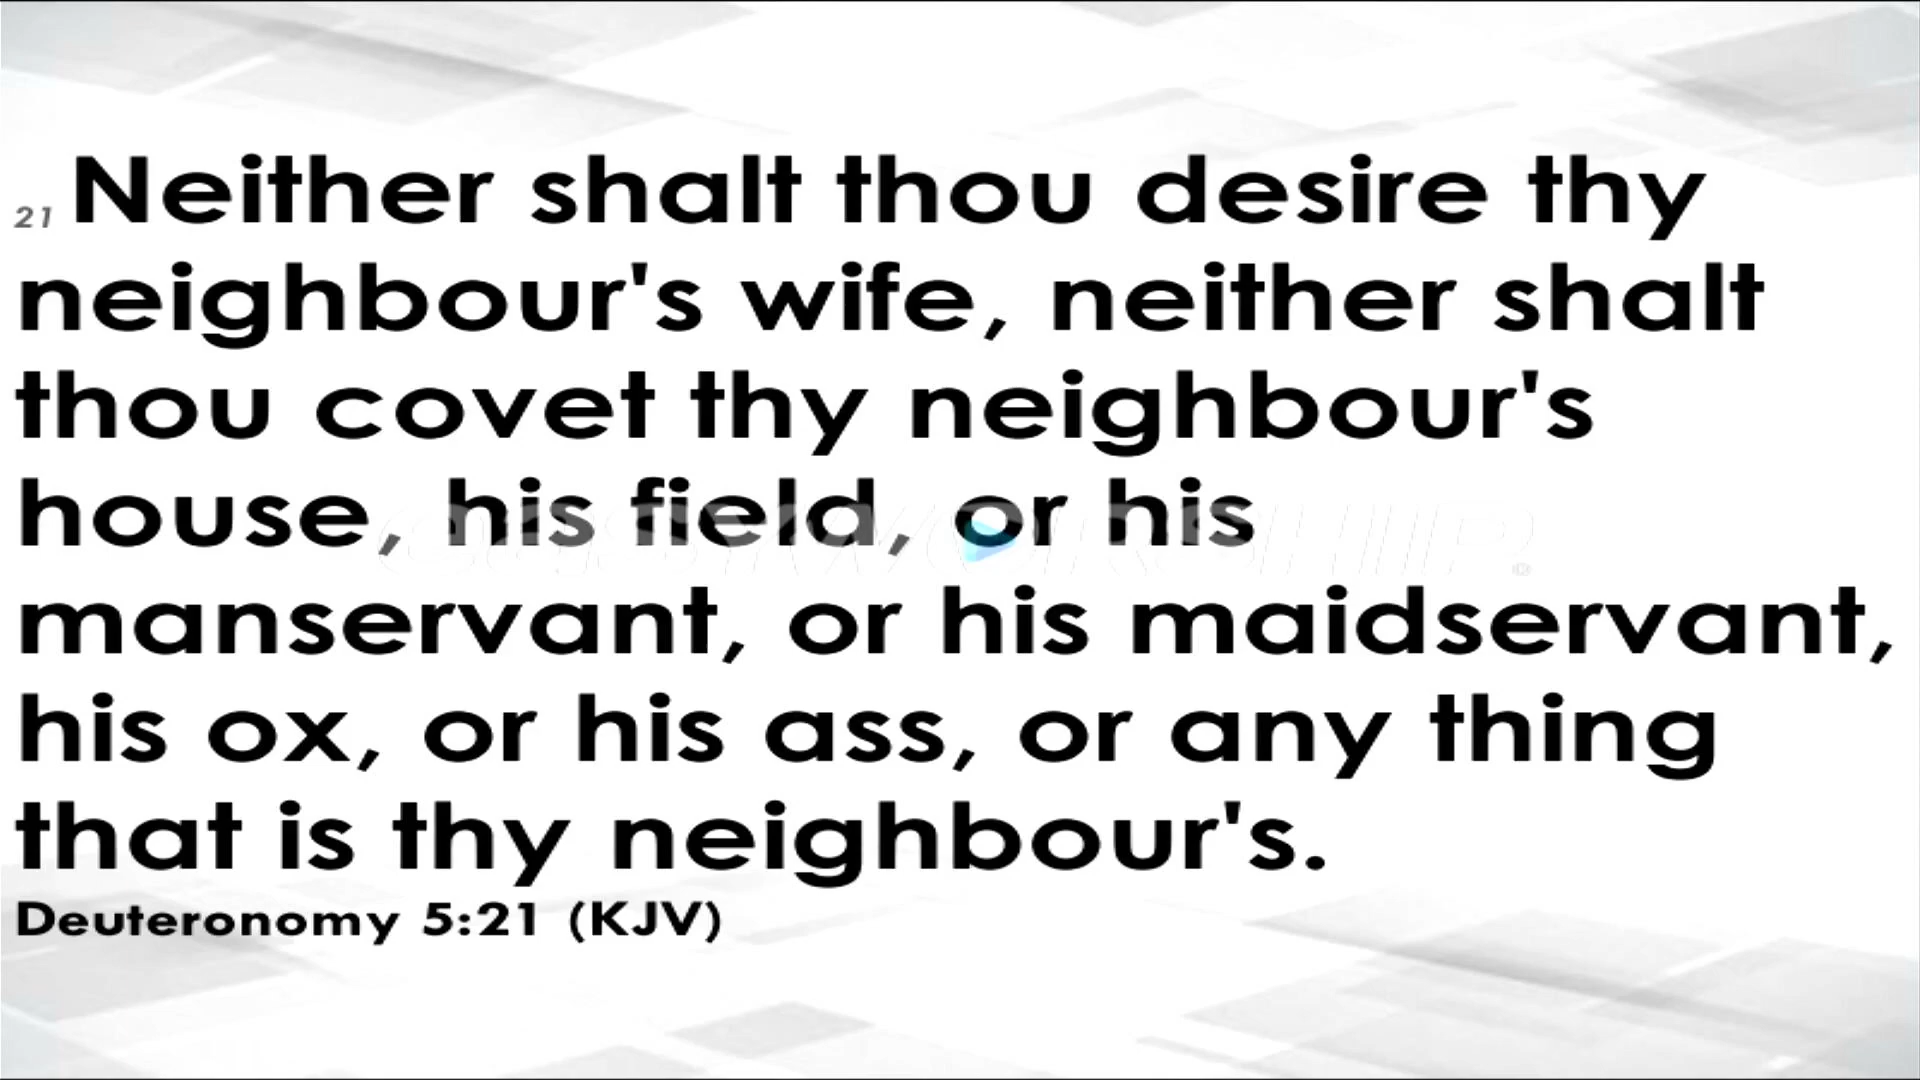 21 Neither shalt thou desire thy
neighbour's wife, neither shalt
thou covet thy neighbour's
house, his field, or his
EASYWORSHIP®
manservant, or his maidservant,
his ox, or his ass, or any thing
that is thy neighbour's.
Deuteronomy 5:21 (KJV)